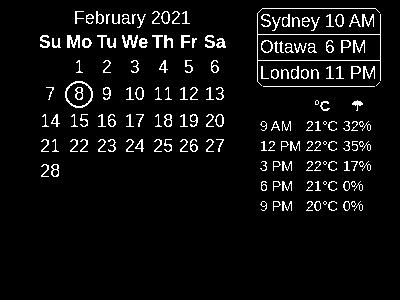 February 2021
Su Mo Tu We Th Fr Sa
1 2 3 4 5 6
7 8 9 10 11 12 13
14 15 16 17 18 19 20
21 22 23 24 25 26 27
28
Sydney 10 AM
Ottawa 6 PM
London 11 PM
°C ☂
9 AM 21°C 32%
12 PM 22°C 35%
3 PM 22°C 17%
6 PM 21°C 0%
9 PM 20°C 0%